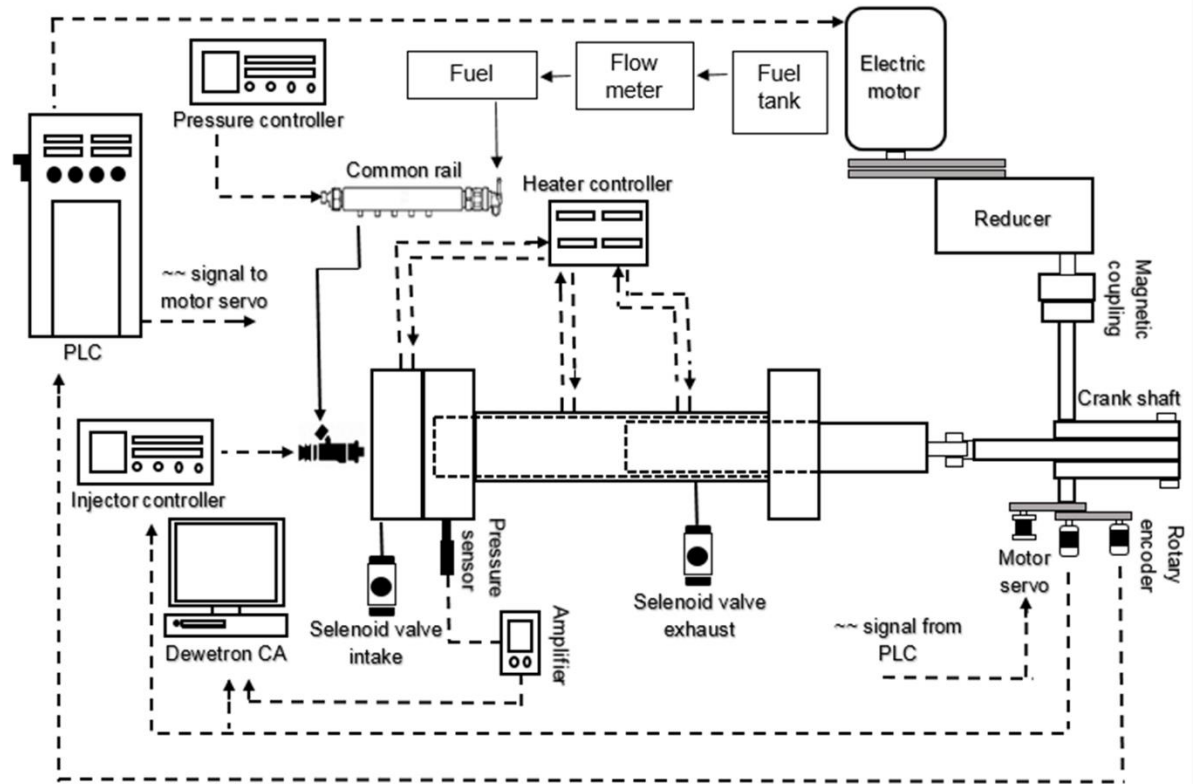 Pressure controller
Fuel
Flow
meter
Fuel
tank
Electric
motor
Common rail
Heater controller
Reducer
Magnetic
coupling
~~ signal to
motor servo
PLC
Crank shaft
Injector controller
Pressure
sensor
Rotary
encoder
Motor
servo
Selenoid valve
intake
Selenoid valve
exhaust
Amplifier
~~ signal from
PLC
Dewetron CA